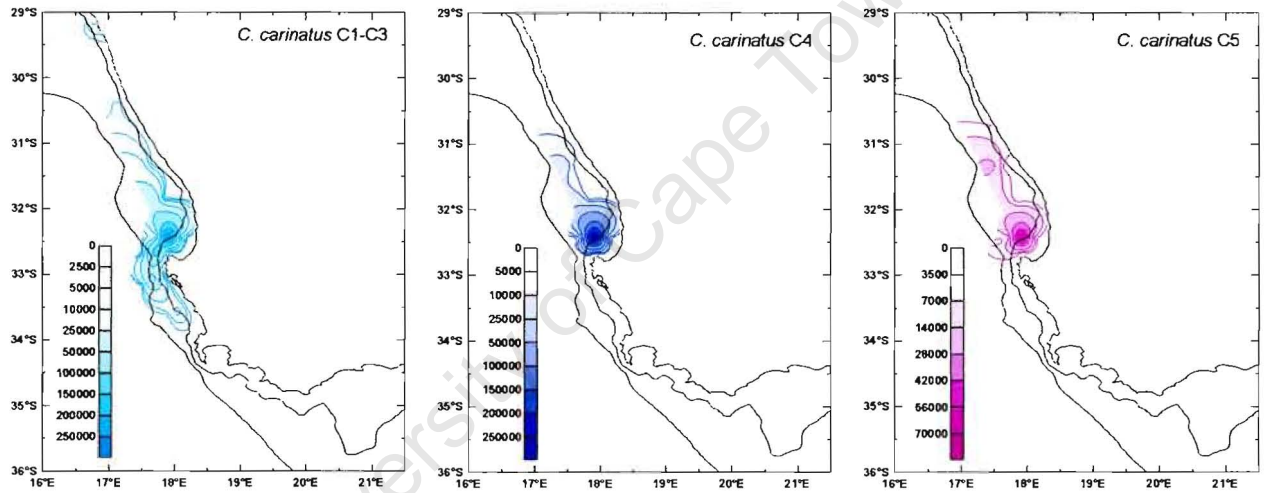 C. carinatus C1-C3
29°S
30°S
31°S
32°S
33°S
34°S
35°S
36°S
16°E 17°E 18°E 19°E 20°E 21°E
0
2500
5000
10000
25000
50000
100000
150000
200000
250000
C. carinatus C4
29°S
30°S
31°S
32°S
33°S
34°S
35°S
36°S
16°E 17°E 18°E 19°E 20°E 21°E
0
5000
10000
25000
50000
100000
150000
200000
250000
C. carinatus C5
29°S
30°S
31°S
32°S
33°S
34°S
35°S
36°S
16°E 17°E 18°E 19°E 20°E 21°E
0
3500
7000
14000
28000
42000
56000
70000
ersity of Cape Tow